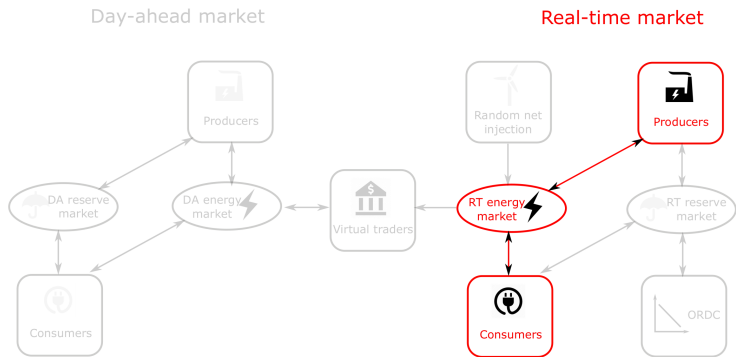 Day-ahead market
Real-time market
Producers
Random net
injection
Producers
DA reserve
market
DA energy
market
$
Virtual traders
RT energy
market
RT reserve
market
Consumers
Consumers
ORDC